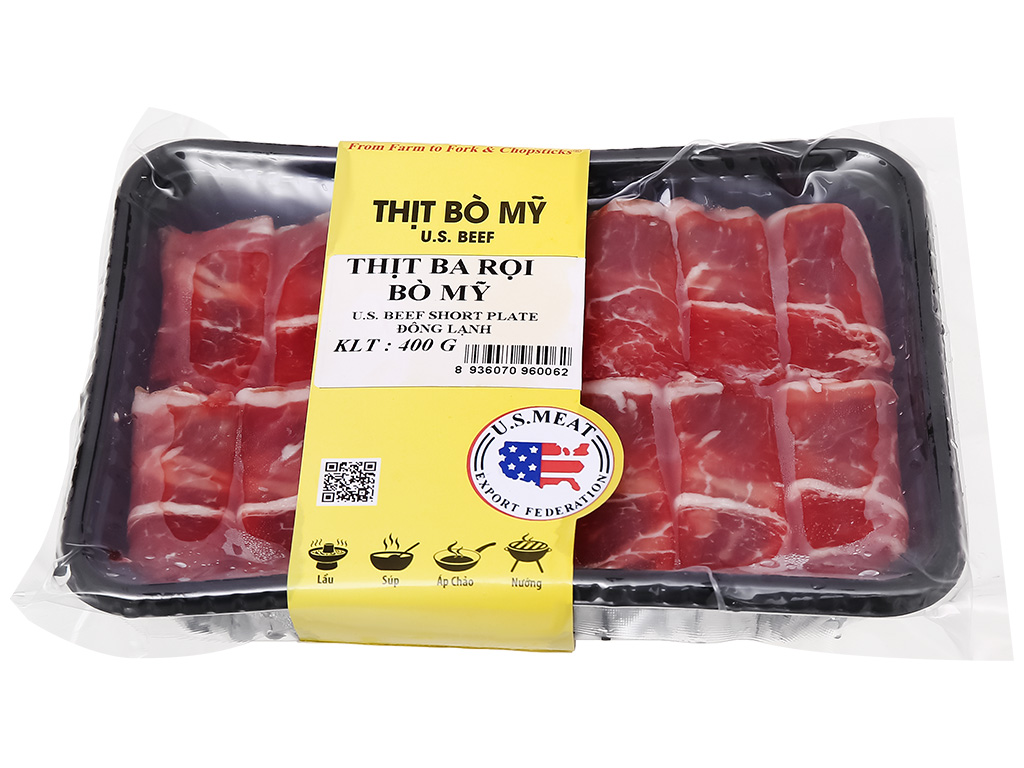 From Farm to Fork & Chopsticks®
THỊT BÒ MỸ
U.S. BEEF
THỊT BA RỌI
BÒ MỸ
U.S. BEEF SHORT PLATE
ĐÔNG LẠNH
KLT : 400 G
8 936070 960062
U.S.MEAT
EXPORT FEDERATION
Lẩu Súp Áp Chảo Nướng